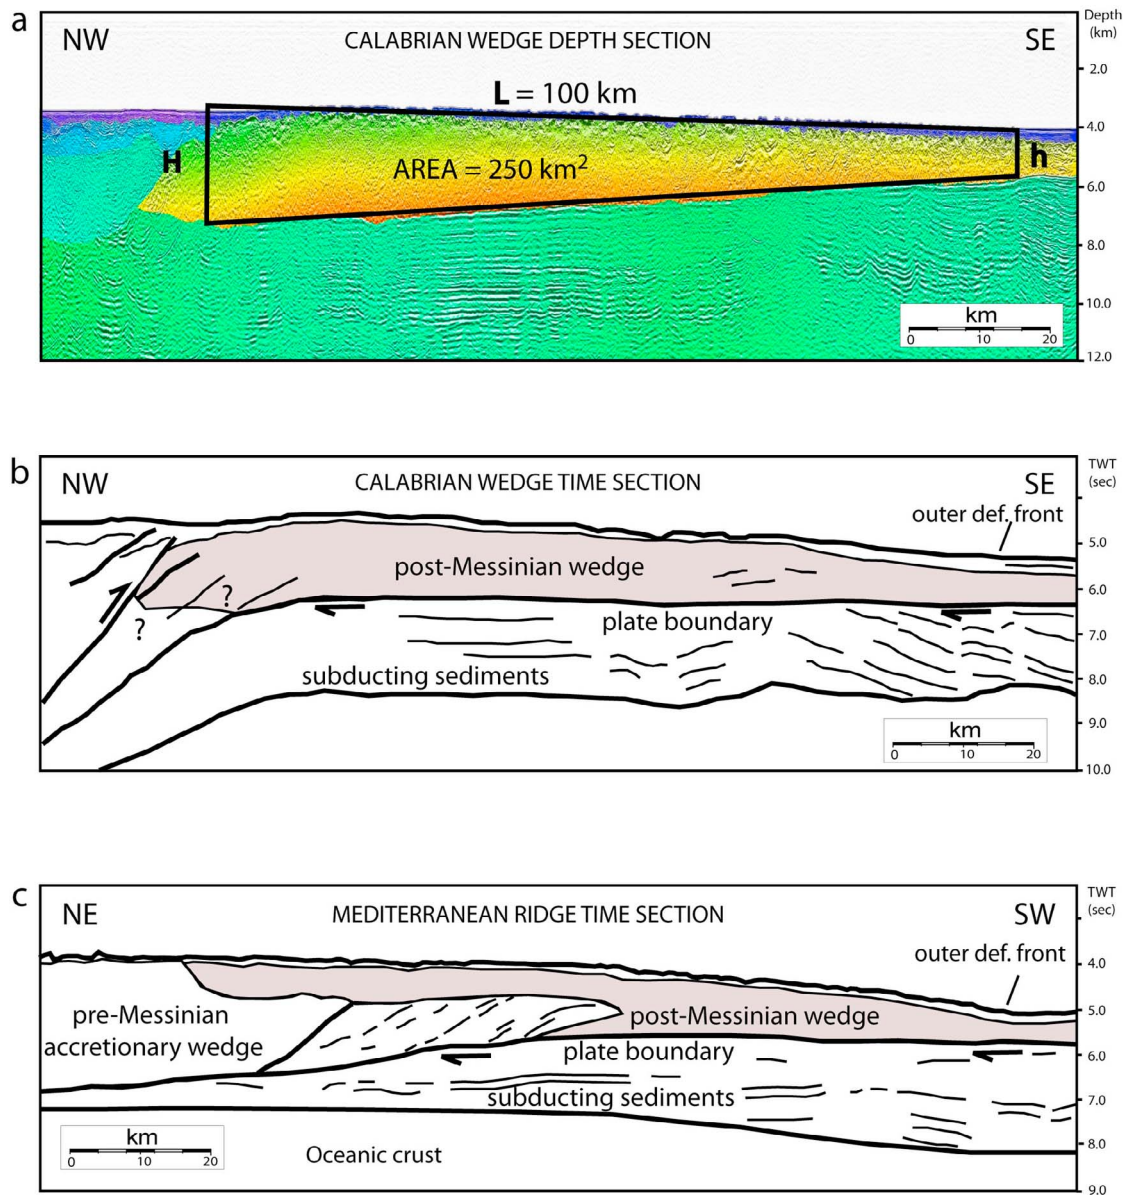 a
NW
CALABRIAN WEDGE DEPTH SECTION
SE
Depth
(km)
L = 100 km
2.0
4.0
H
AREA = 250 km²
h
6.0
8.0
10.0
km
0 10 20
12.0
b
NW
CALABRIAN WEDGE TIME SECTION
SE
TWT
(sec)
outer def. front
5.0
post-Messinian wedge
?
6.0
?
plate boundary
7.0
subducting sediments
8.0
km
0 10 20
9.0
10.0
c
NE
MEDITERRANEAN RIDGE TIME SECTION
SW
TWT
(sec)
outer def. front
4.0
pre-Messinian
accretionary wedge
post-Messinian wedge
5.0
plate boundary
6.0
subducting sediments
7.0
km
0 10 20
Oceanic crust
8.0
9.0